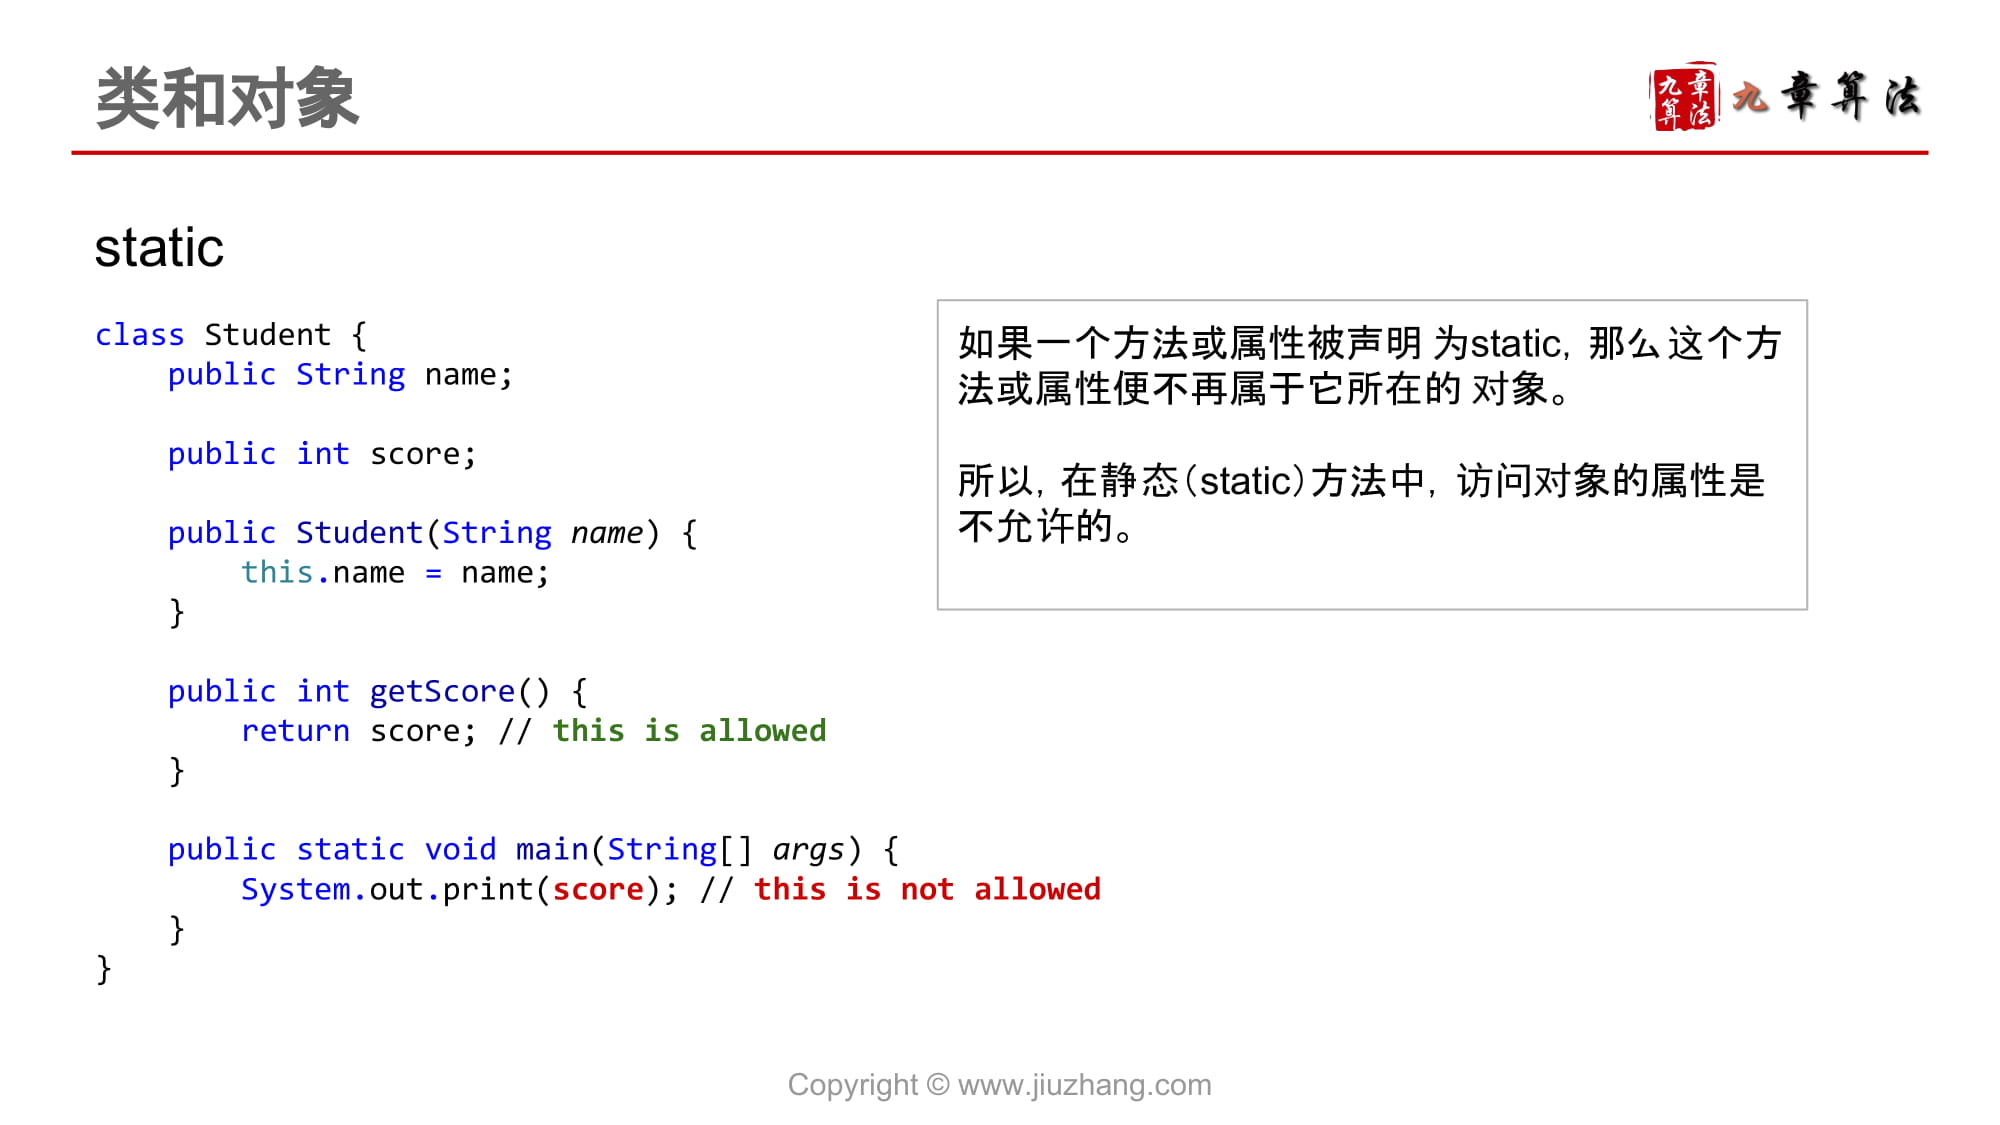 类和对象
九章算法
九章算法
static
class Student {
    public String name;
    public int score;
    public Student(String name) {
        this.name = name;
    }
    public int getScore() {
        return score; // this is allowed
    }
    public static void main(String[] args) {
        System.out.print(score); // this is not allowed
    }
}
如果一个方法或属性被声明为static，那么这个方
法或属性便不再属于它所在的对象。
所以，在静态（static）方法中，访问对象的属性是
不允许的。
Copyright © www.jiuzhang.com